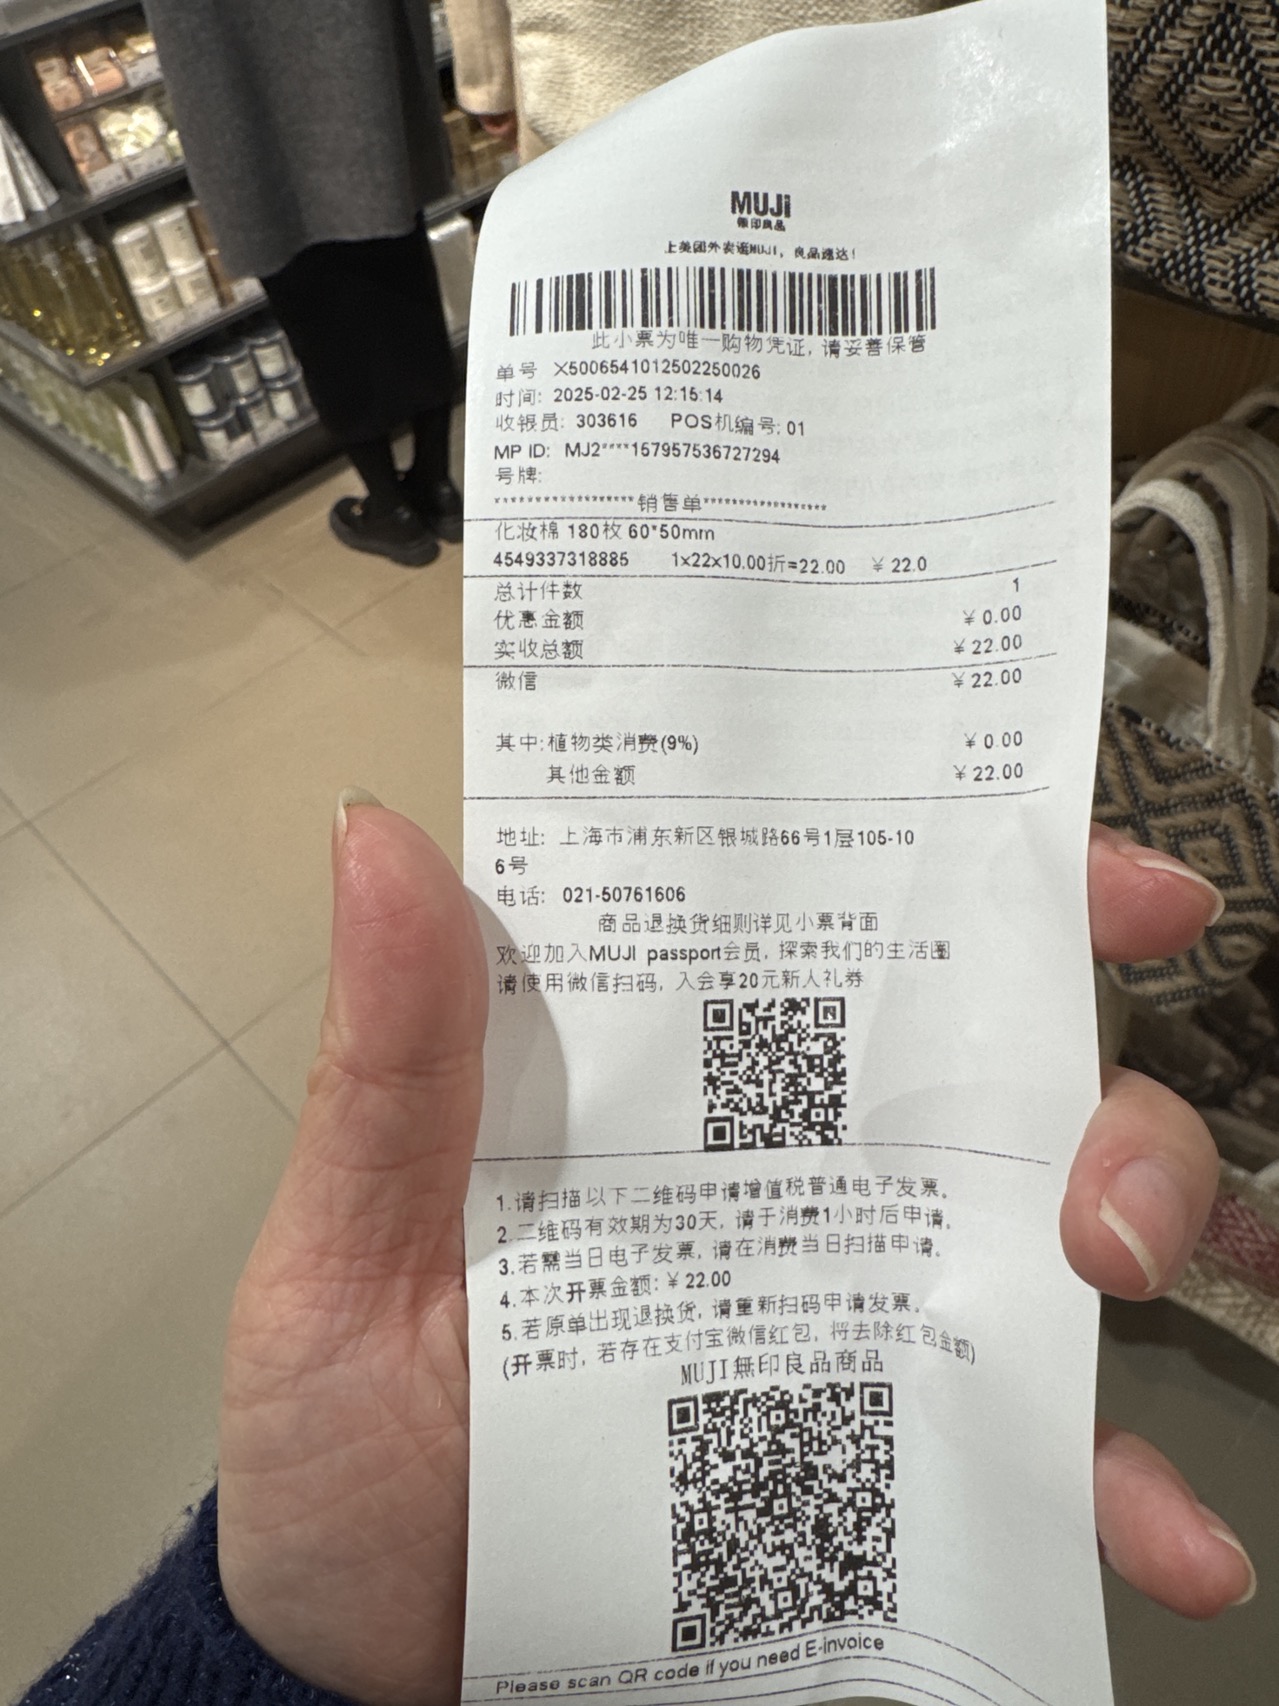 MUJI
無印良品
上美团外卖逛MUJI，良品速达！
此小票为唯一购物凭证, 请妥善保管
单号 X5006541012502250026
时间: 2025-02-25 12:15:14
收银员: 303616 POS机编号: 01
MP ID: MJ2****157957536727294
号牌:
********************销售单******************
化妆棉 180枚 60*50mm
4549337318885 1x22x10.00折=22.00 ￥22.0
总计件数 1
优惠金额 ￥0.00
实收总额 ￥22.00
微信 ￥22.00
其中:植物类消费(9%) ￥0.00
其他金额 ￥22.00
地址: 上海市浦东新区银城路66号1层105-10
6号
电话: 021-50761606
商品退换货细则详见小票背面
欢迎加入MUJI passport会员, 探索我们的生活圈
请使用微信扫码, 入会享20元新人礼券
1.请扫描以下二维码申请增值税普通电子发票。
2.二维码有效期为30天, 请于消费1小时后申请。
3.若需当日电子发票, 请在消费当日扫描申请。
4.本次开票金额: ￥22.00
5.若原单出现退换货, 请重新扫码申请发票。
(开票时, 若存在支付宝微信红包, 将去除红包金额)
MUJI無印良品商品
Please scan QR code if you need E-invoice